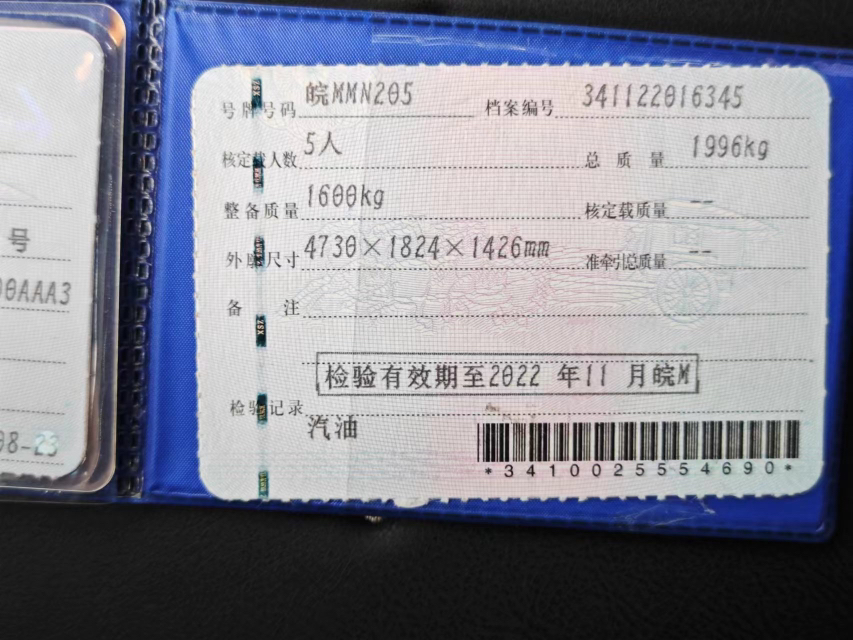 号
00AAA3
08-23
号牌号码 皖MMN205 档案编号 341122016345
核定载人数 5人 总质量 1996kg
整备质量 1600kg 核定载质量 --
外廓尺寸 4730×1824×1426mm 准牵引总质量 --
备注
检验有效期至2022年11月皖M
检验记录
汽油
*3410025554690*